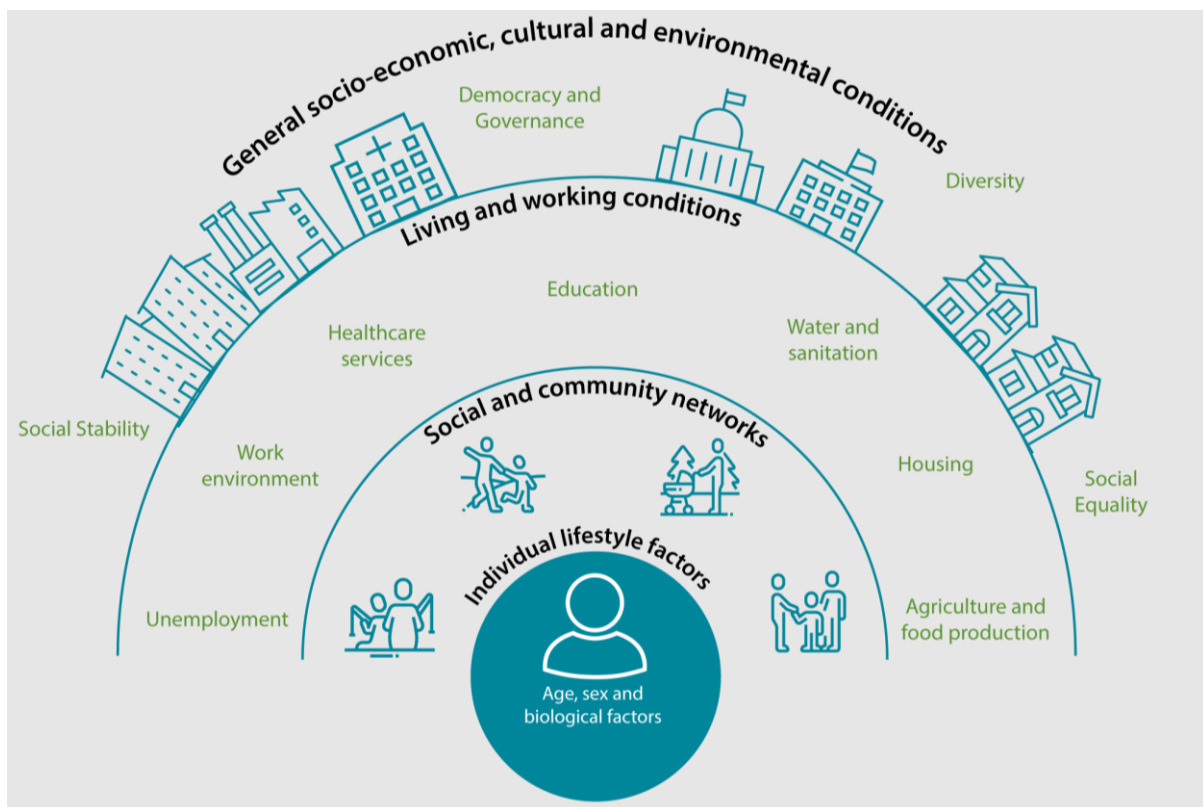 General socio-economic, cultural and environmental conditions
Democracy and
Governance
Diversity
Living and working conditions
Education
Healthcare
services
Water and
sanitation
Social and community networks
Social Stability
Work
environment
Housing
Social
Equality
Individual lifestyle factors
Unemployment
Agriculture and
food production
Age, sex and
biological factors